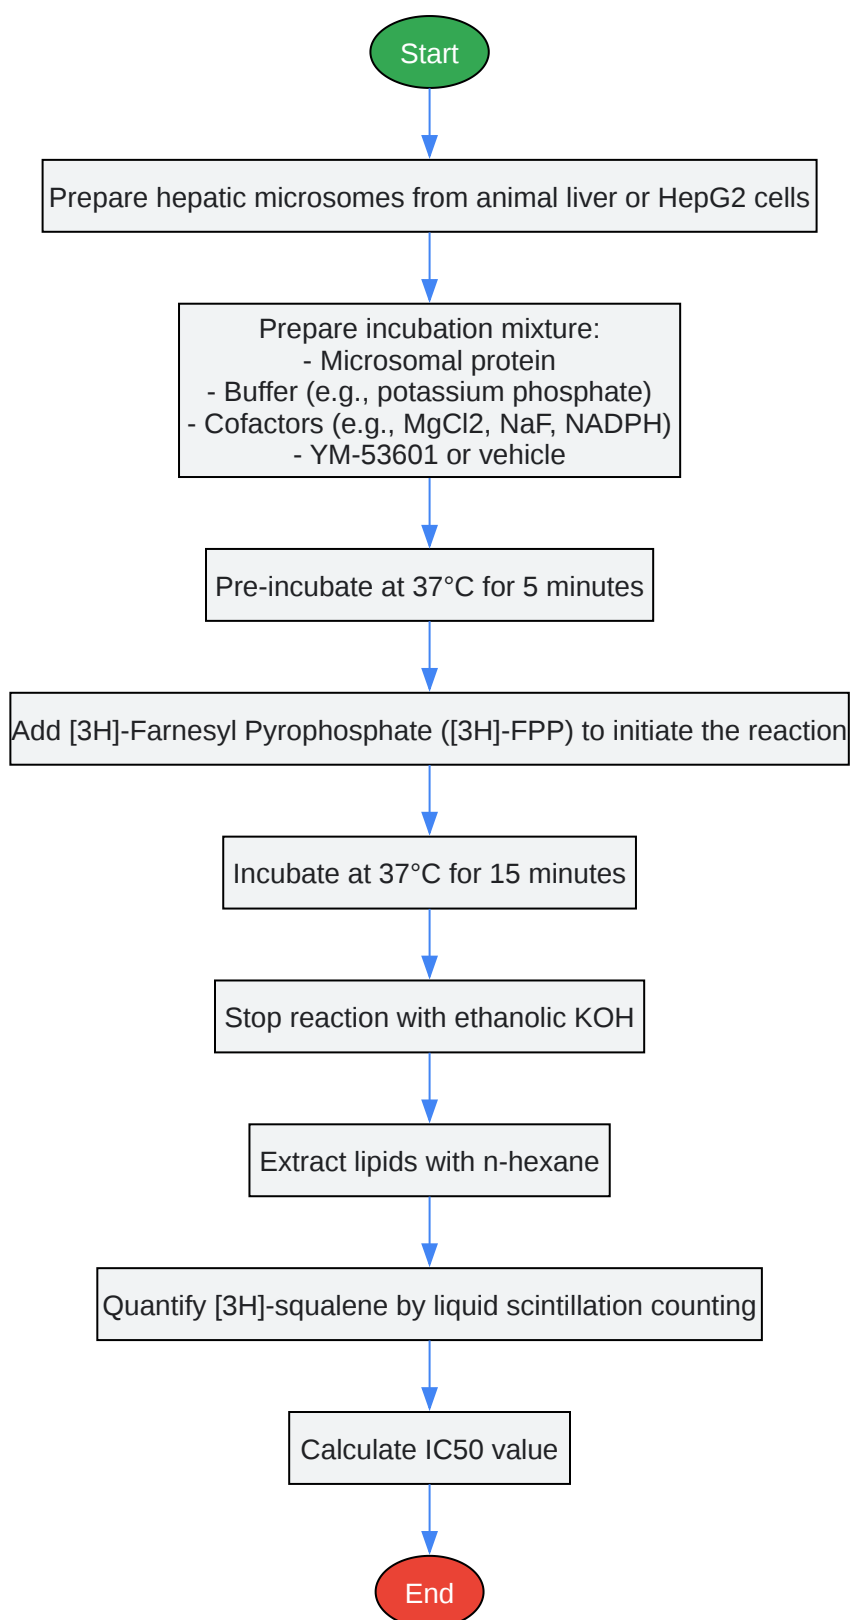 Start
Prepare hepatic microsomes from animal liver or HepG2 cells
Prepare incubation mixture:
- Microsomal protein
- Buffer (e.g., potassium phosphate)
- Cofactors (e.g., MgCl2, NaF, NADPH)
- YM-53601 or vehicle
Pre-incubate at 37°C for 5 minutes
Add [3H]-Farnesyl Pyrophosphate ([3H]-FPP) to initiate the reaction
Incubate at 37°C for 15 minutes
Stop reaction with ethanolic KOH
Extract lipids with n-hexane
Quantify [3H]-squalene by liquid scintillation counting
Calculate IC50 value
End